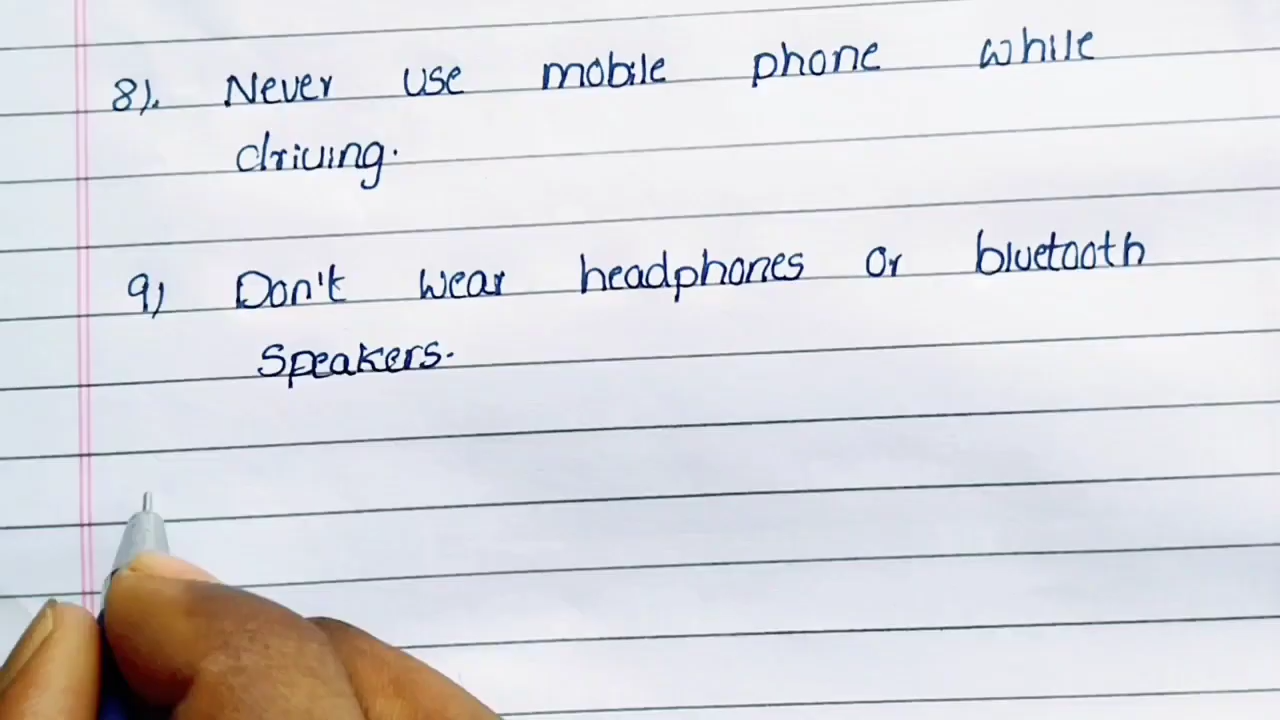 8). Never use mobile phone while
driving.
9) Don't wear headphones or bluetooth
speakers.